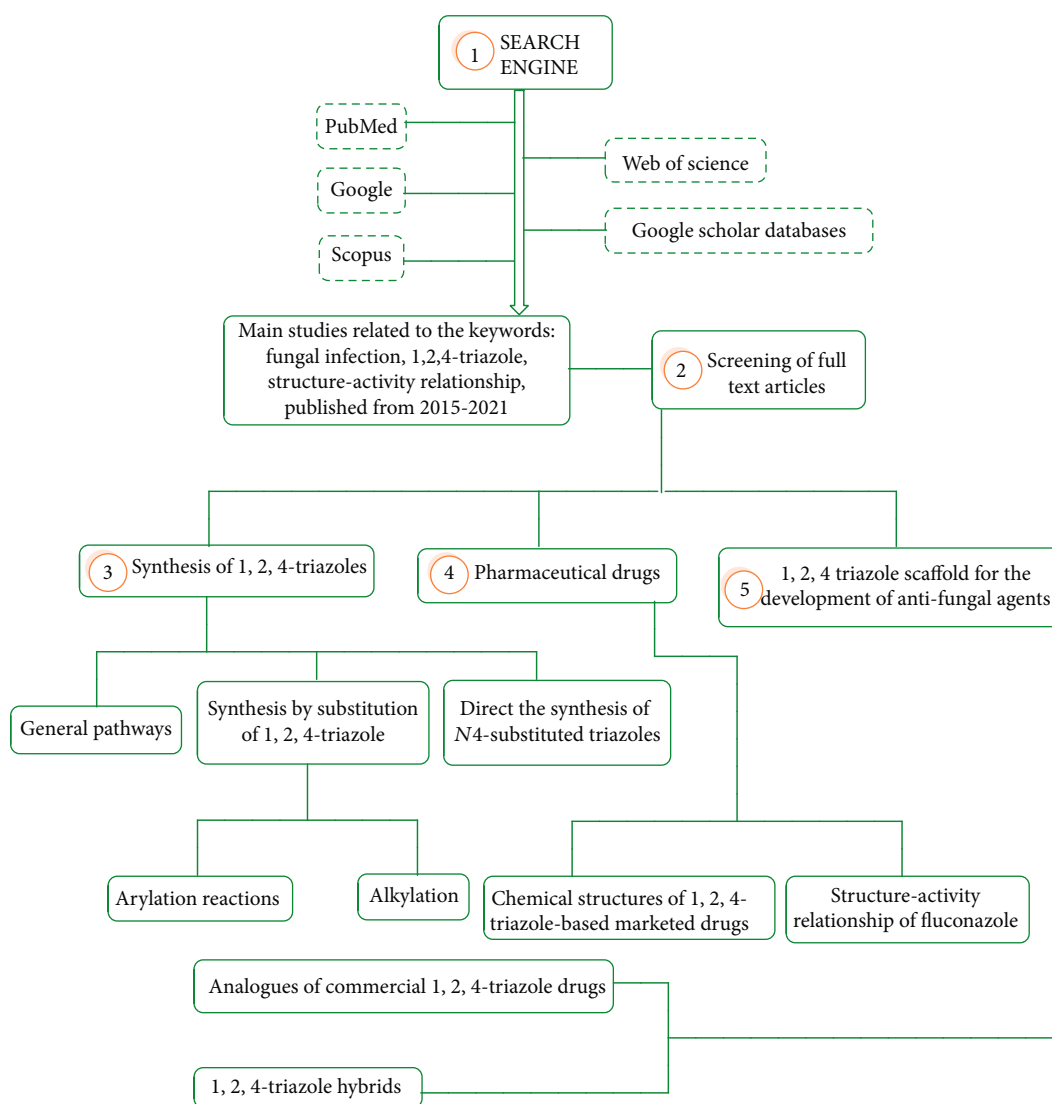 1
SEARCH
ENGINE
PubMed
Web of science
Google
Google scholar databases
Scopus
Main studies related to the keywords:
fungal infection, 1,2,4-triazole,
structure-activity relationship,
published from 2015-2021
2
Screening of full
text articles
3
Synthesis of 1, 2, 4-triazoles
4
Pharmaceutical drugs
5
1, 2, 4 triazole scaffold for the
development of anti-fungal agents
General pathways
Synthesis by substitution
of 1, 2, 4-triazole
Direct the synthesis of
N4-substituted triazoles
Arylation reactions
Alkylation
Chemical structures of 1, 2, 4-
triazole-based marketed drugs
Structure-activity
relationship of fluconazole
Analogues of commercial 1, 2, 4-triazole drugs
1, 2, 4-triazole hybrids